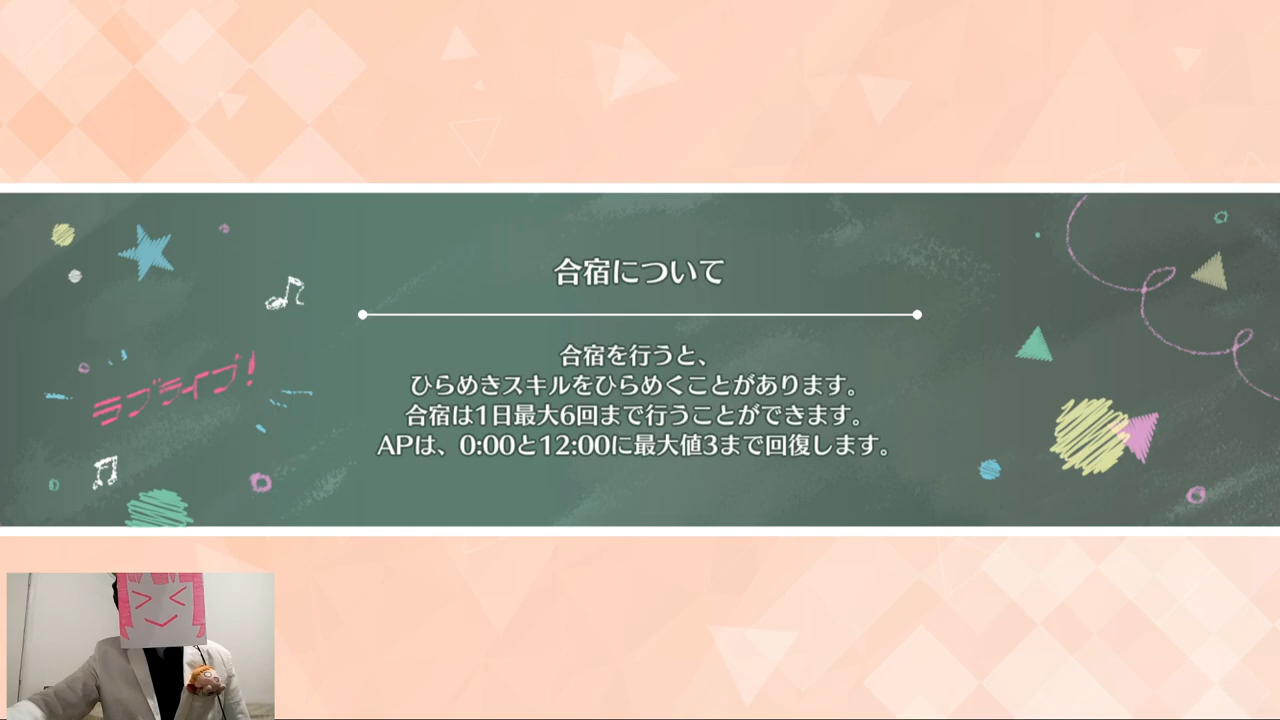 合宿について
合宿を行うと、
ひらめきスキルをひらめくことがあります。
合宿は1日最大6回まで行うことができます。
APは、0:00と12:00に最大値3まで回復します。
ラブライブ!